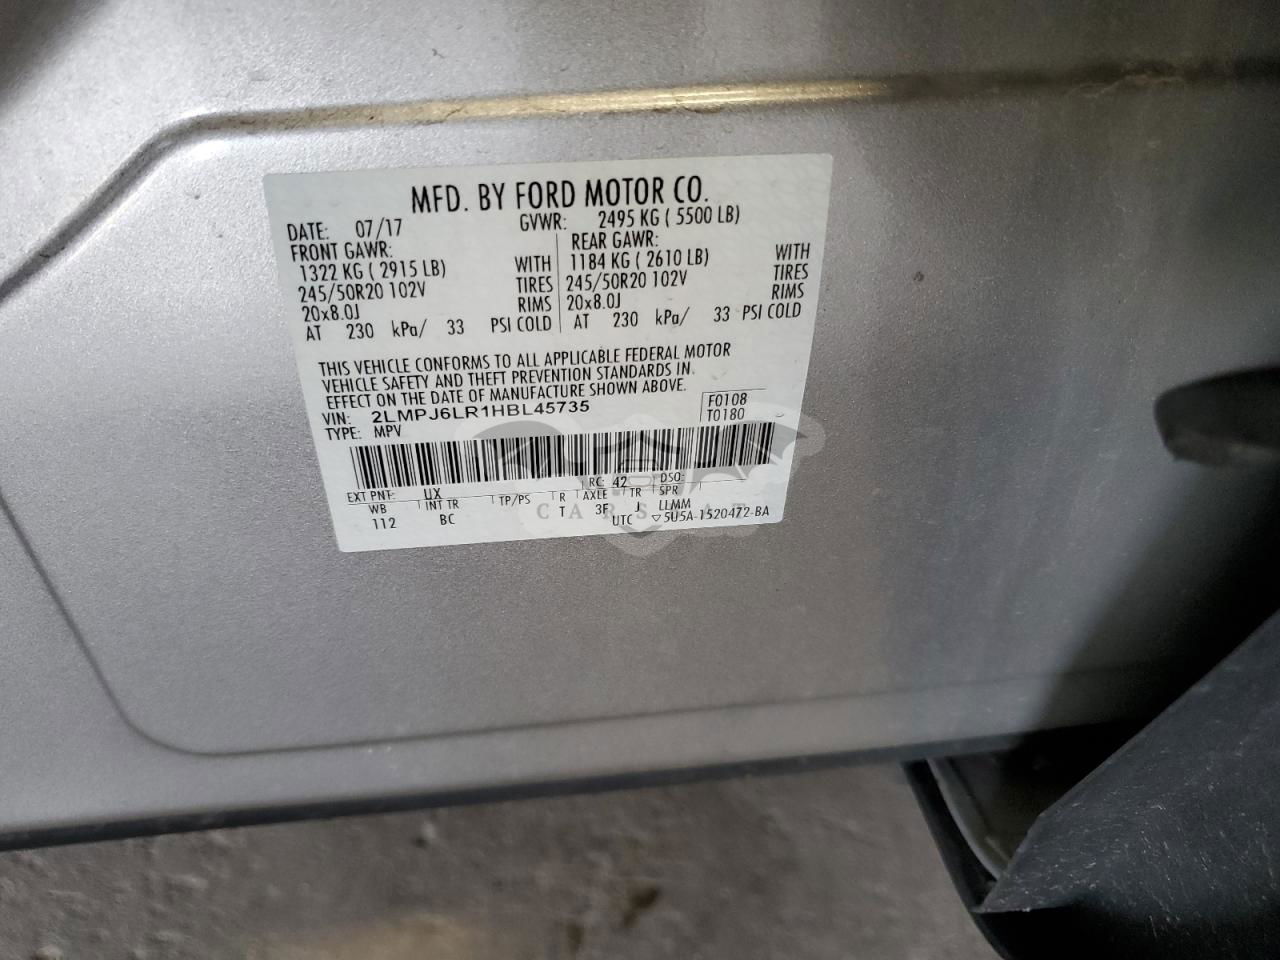 MFD. BY FORD MOTOR CO.
DATE: 07/17 GVWR: 2495 KG ( 5500 LB)
FRONT GAWR: REAR GAWR:
1322 KG ( 2915 LB) WITH 1184 KG ( 2610 LB) WITH
245/50R20 102V TIRES 245/50R20 102V TIRES
20x8.0J RIMS 20x8.0J RIMS
AT 230 kPa/ 33 PSI COLD AT 230 kPa/ 33 PSI COLD
THIS VEHICLE CONFORMS TO ALL APPLICABLE FEDERAL MOTOR
VEHICLE SAFETY AND THEFT PREVENTION STANDARDS IN
EFFECT ON THE DATE OF MANUFACTURE SHOWN ABOVE.
VIN: 2LMPJ6LR1HBL45735 F0108
TYPE: MPV T0180
EXT PNT: UX RC: 42 DSO:
WB INT TR TP/PS R AXLE TR SPR
112 BC T 3F J LLMM
UTC ▽5U5A-1520472-BA